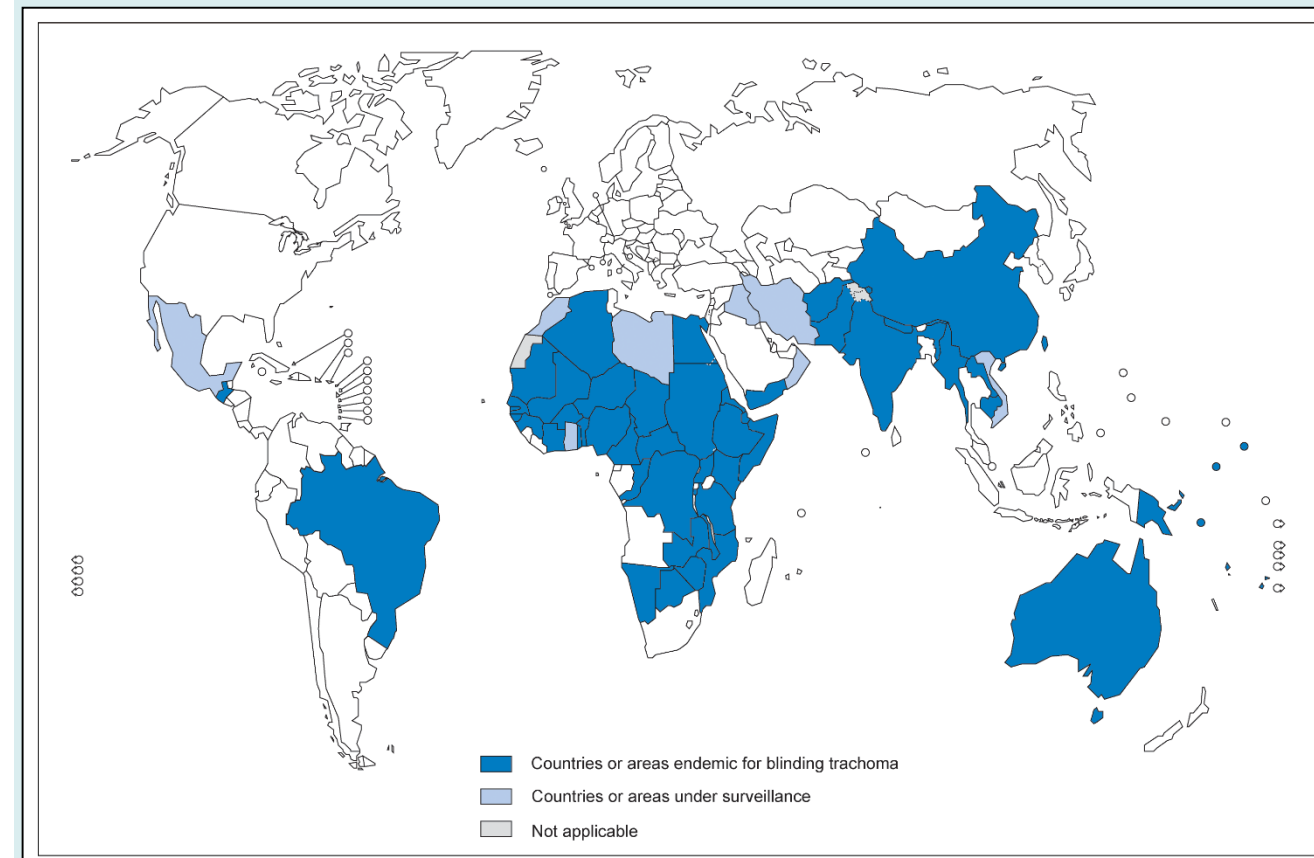 Countries or areas endemic for blinding trachoma
Countries or areas under surveillance
Not applicable